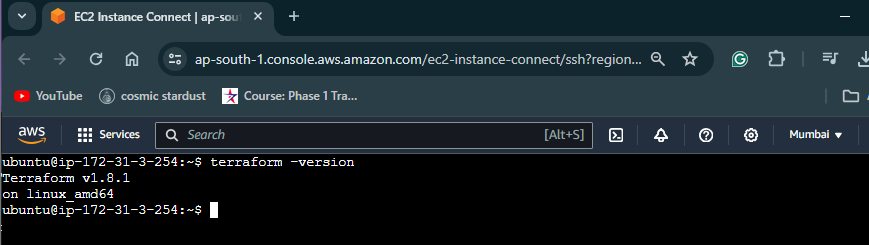 EC2 Instance Connect | ap-sou
ap-south-1.console.aws.amazon.com/ec2-instance-connect/ssh?region...
YouTube cosmic stardust Course: Phase 1 Tra...
aws Services Search [Alt+S] Mumbai
ubuntu@ip-172-31-3-254:~$ terraform -version
Terraform v1.8.1
on linux_amd64
ubuntu@ip-172-31-3-254:~$